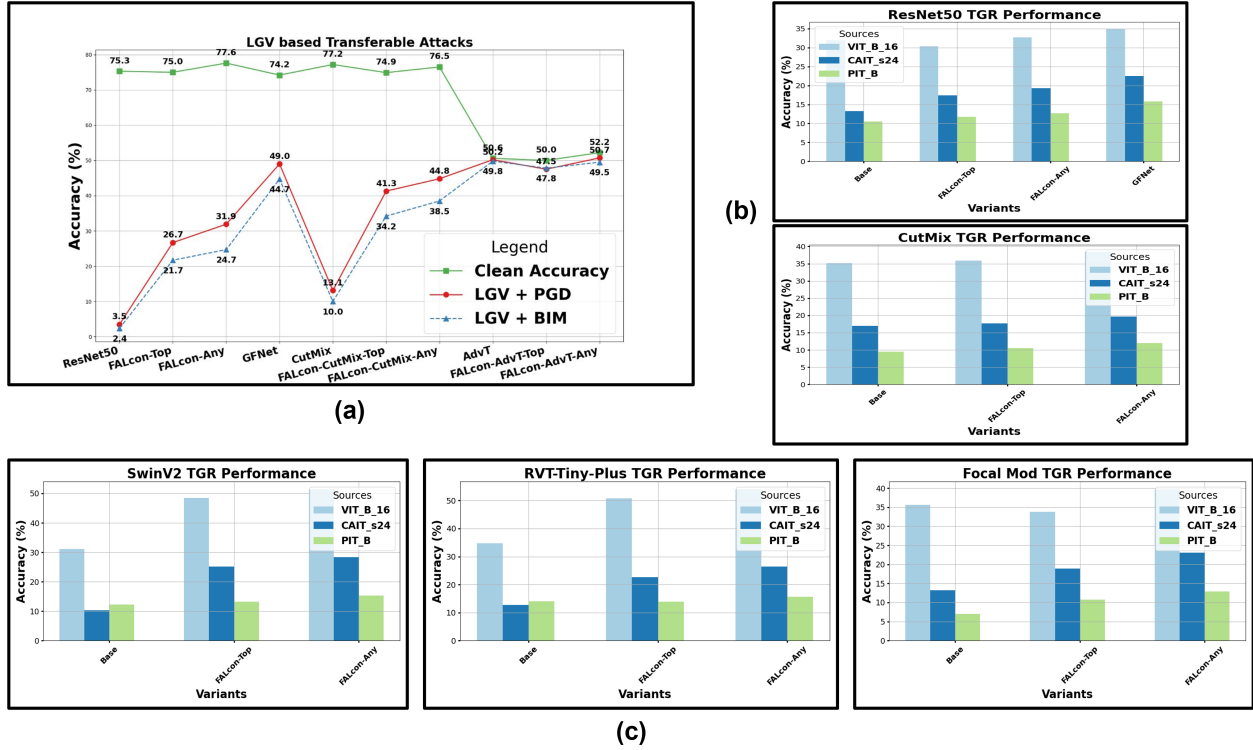 LGV based Transferable Attacks
Accuracy (%)
80
70
60
50
40
30
20
10
0
75.3
75.0
77.6
74.2
77.2
74.9
76.5
50.6
50.0
52.2
3.5
26.7
31.9
49.0
13.1
41.3
44.8
50.2
47.5
50.7
2.4
21.7
24.7
44.7
10.0
34.2
38.5
49.8
47.8
49.5
Legend
Clean Accuracy
LGV + PGD
LGV + BIM
ResNet50
FALcon-Top
FALcon-Any
GFNet
CutMix
FALcon-CutMix-Top
FALcon-CutMix-Any
AdvT
FALcon-AdvT-Top
FALcon-AdvT-Any
(a)
ResNet50 TGR Performance
Accuracy (%)
35
30
25
20
15
10
5
0
Sources
VIT_B_16
CAIT_s24
PIT_B
Base
FALcon-Top
FALcon-Any
GFNet
Variants
(b)
CutMix TGR Performance
Accuracy (%)
40
35
30
25
20
15
10
5
0
Sources
VIT_B_16
CAIT_s24
PIT_B
Base
FALcon-Top
FALcon-Any
Variants
SwinV2 TGR Performance
Accuracy (%)
50
40
30
20
10
0
Sources
VIT_B_16
CAIT_s24
PIT_B
Base
FALcon-Top
FALcon-Any
Variants
RVT-Tiny-Plus TGR Performance
Accuracy (%)
50
40
30
20
10
0
Sources
VIT_B_16
CAIT_s24
PIT_B
Base
FALcon-Top
FALcon-Any
Variants
Focal Mod TGR Performance
Accuracy (%)
40
35
30
25
20
15
10
5
0
Sources
VIT_B_16
CAIT_s24
PIT_B
Base
FALcon-Top
FALcon-Any
Variants
(c)